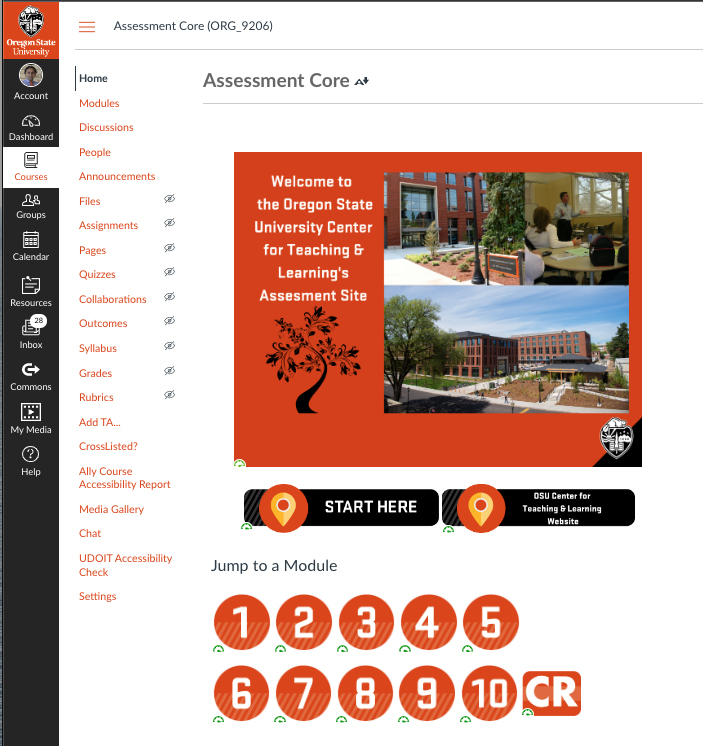 Oregon State
University
Account
Dashboard
Courses
Groups
Calendar
Resources
28
Inbox
Commons
My Media
Help
Assessment Core (ORG_9206)
Home
Modules
Discussions
People
Announcements
Files
Assignments
Pages
Quizzes
Collaborations
Outcomes
Syllabus
Grades
Rubrics
Add TA...
CrossListed?
Ally Course
Accessibility Report
Media Gallery
Chat
UDOIT Accessibility
Check
Settings
Assessment Core
Welcome to
the Oregon State
University Center
for Teaching &
Learning's
Assesment Site
START HERE
OSU Center for
Teaching & Learning
Website
Jump to a Module
1 2 3 4 5
6 7 8 9 10 CR